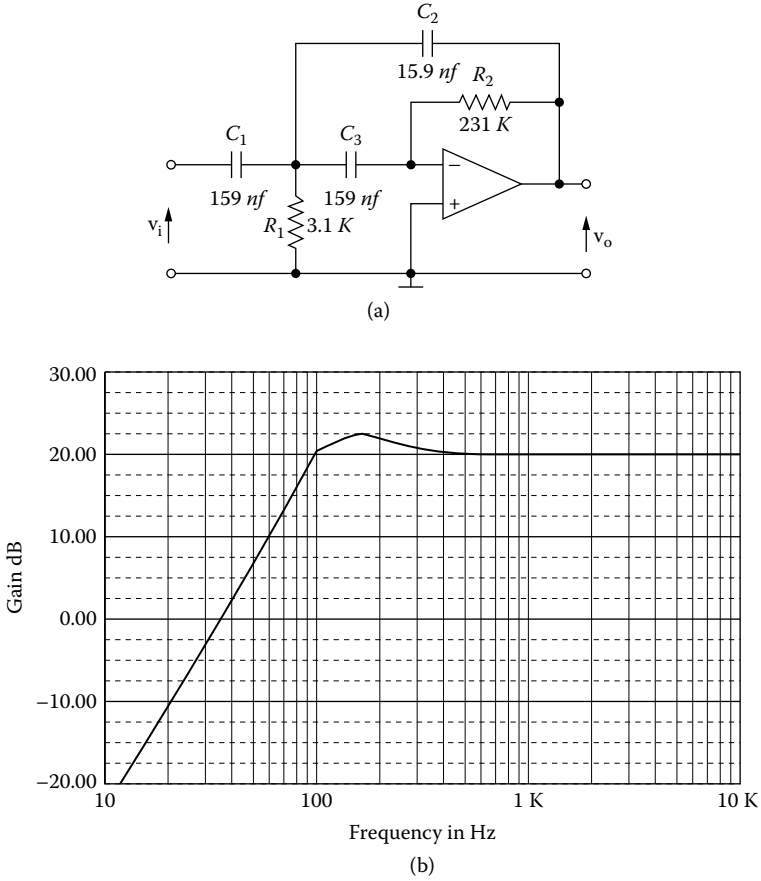 C2
15.9 nf
R2
231 K
C1
C3
159 nf
159 nf
R1
3.1 K
−
+
vi
vo
(a)
30.00
20.00
10.00
0.00
−10.00
−20.00
Gain dB
10
100
1 K
10 K
Frequency in Hz
(b)